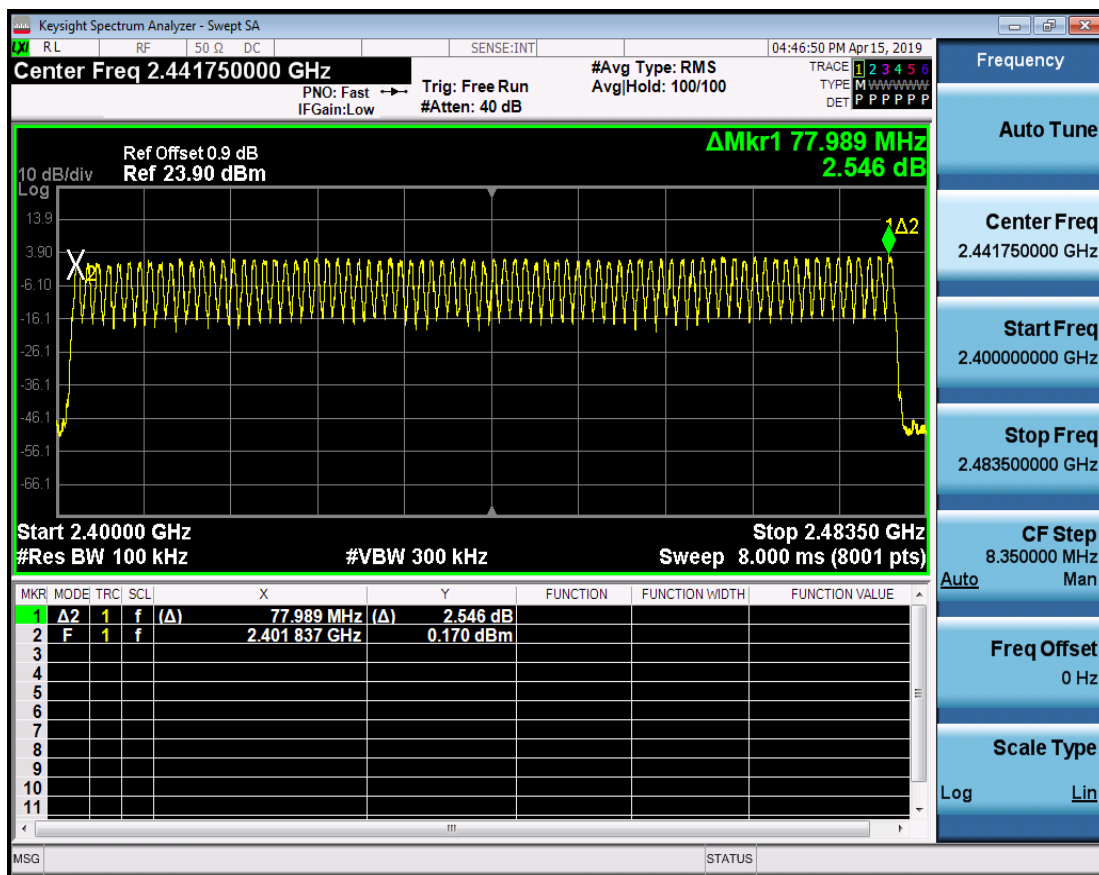 Keysight Spectrum Analyzer - Swept SA
LXI RL RF 50 Ω DC SENSE:INT 04:46:50 PM Apr 15, 2019
Center Freq 2.441750000 GHz
PNO: Fast
IFGain:Low
Trig: Free Run
#Atten: 40 dB
#Avg Type: RMS
Avg|Hold: 100/100
TRACE 1 2 3 4 5 6
TYPE M WWWWW
DET P P P P P P
ΔMkr1 77.989 MHz
2.546 dB
Ref Offset 0.9 dB
10 dB/div Ref 23.90 dBm
Log
13.9
3.90
-6.10
-16.1
-26.1
-36.1
-46.1
-56.1
-66.1
X2
1Δ2
Start 2.40000 GHz Stop 2.48350 GHz
#Res BW 100 kHz #VBW 300 kHz Sweep 8.000 ms (8001 pts)
MKR MODE TRC SCL X Y FUNCTION FUNCTION WIDTH FUNCTION VALUE
1 Δ2 1 f (Δ) 77.989 MHz (Δ) 2.546 dB
2 F 1 f 2.401 837 GHz 0.170 dBm
3
4
5
6
7
8
9
10
11
MSG STATUS
Frequency
Auto Tune
Center Freq
2.441750000 GHz
Start Freq
2.400000000 GHz
Stop Freq
2.483500000 GHz
CF Step
8.350000 MHz
Auto Man
Freq Offset
0 Hz
Scale Type
Log Lin